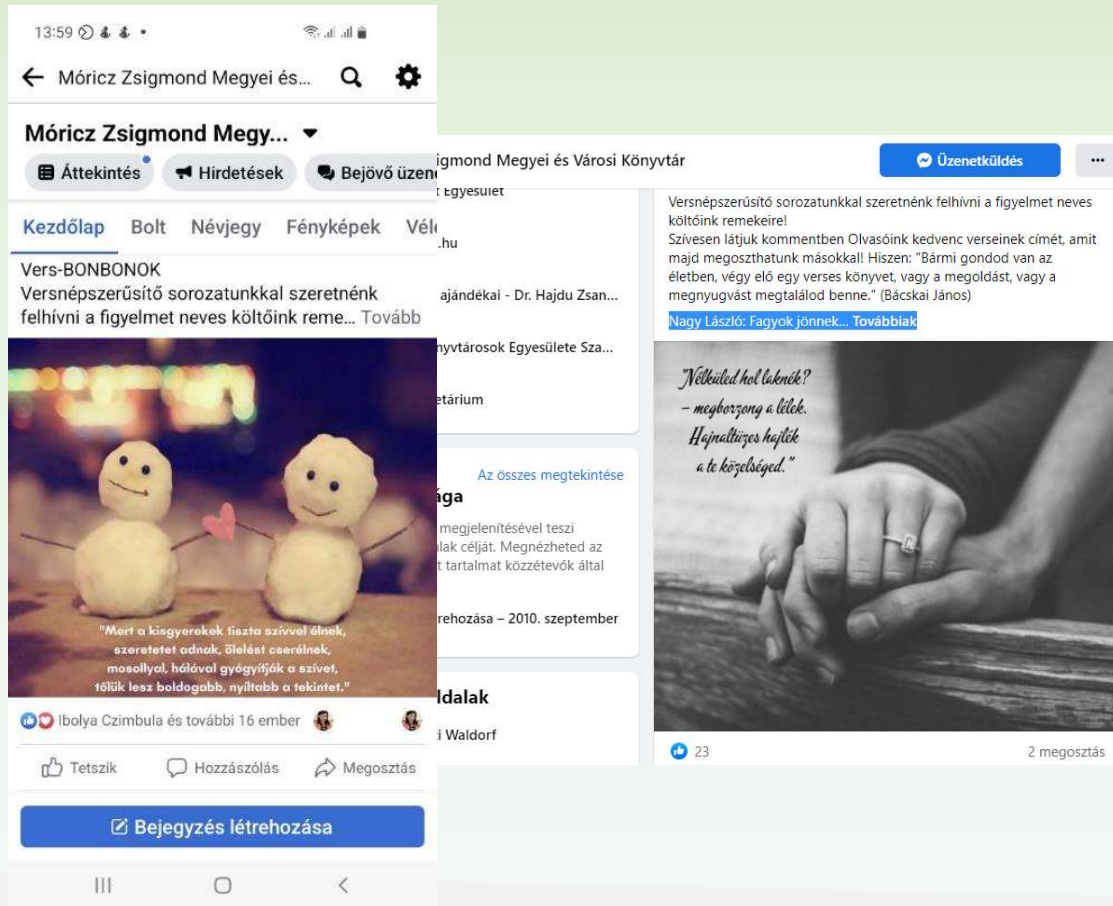 13:59
Móricz Zsigmond Megyei és...
Móricz Zsigmond Megy...
Áttekintés
Hirdetések
Bejövő üzen
Kezdőlap
Bolt
Névjegy
Fényképek
Vél
Vers-BONBONOK
Versnépszerűsítő sorozatunkkal szeretnénk
felhívni a figyelmet neves költőink reme... Tovább
"Mert a kisgyerekek tiszta szívvel élnek,
szeretetet adnak, ölelést cserélnek,
mosollyal, hálával gyógyítják a szívet,
tőlük lesz boldogabb, nyíltabb a tekintet."
Ibolya Czimbula és további 16 ember
Tetszik
Hozzászólás
Megosztás
Bejegyzés létrehozása
igmond Megyei és Városi Könyvtár
Üzenetküldés
Egyesület
.hu
ajándékai - Dr. Hajdu Zsan...
nyvtárosok Egyesülete Sza...
etárium
Az összes megtekintése
ága
megjelenítésével teszi
lak célját. Megnézheted az
t tartalmat közzétevők által
rehozása – 2010. szeptember
ldalak
i Waldorf
Versnépszerűsítő sorozatunkkal szeretnénk felhívni a figyelmet neves
költőink remekeire!
Szívesen látjuk kommentben Olvasóink kedvenc verseinek címét, amit
majd megoszthatunk másokkal! Hiszen: "Bármi gondod van az
életben, végy elő egy verses könyvet, vagy a megoldást, vagy a
megnyugvást megtalálod benne." (Bácskai János)
Nagy László: Fagyok jönnek... Továbbiak
"Nélküled hol laknék?
– megborzong a lélek.
Hajnaltüzes hajlék
a te közelséged."
23
2 megosztás